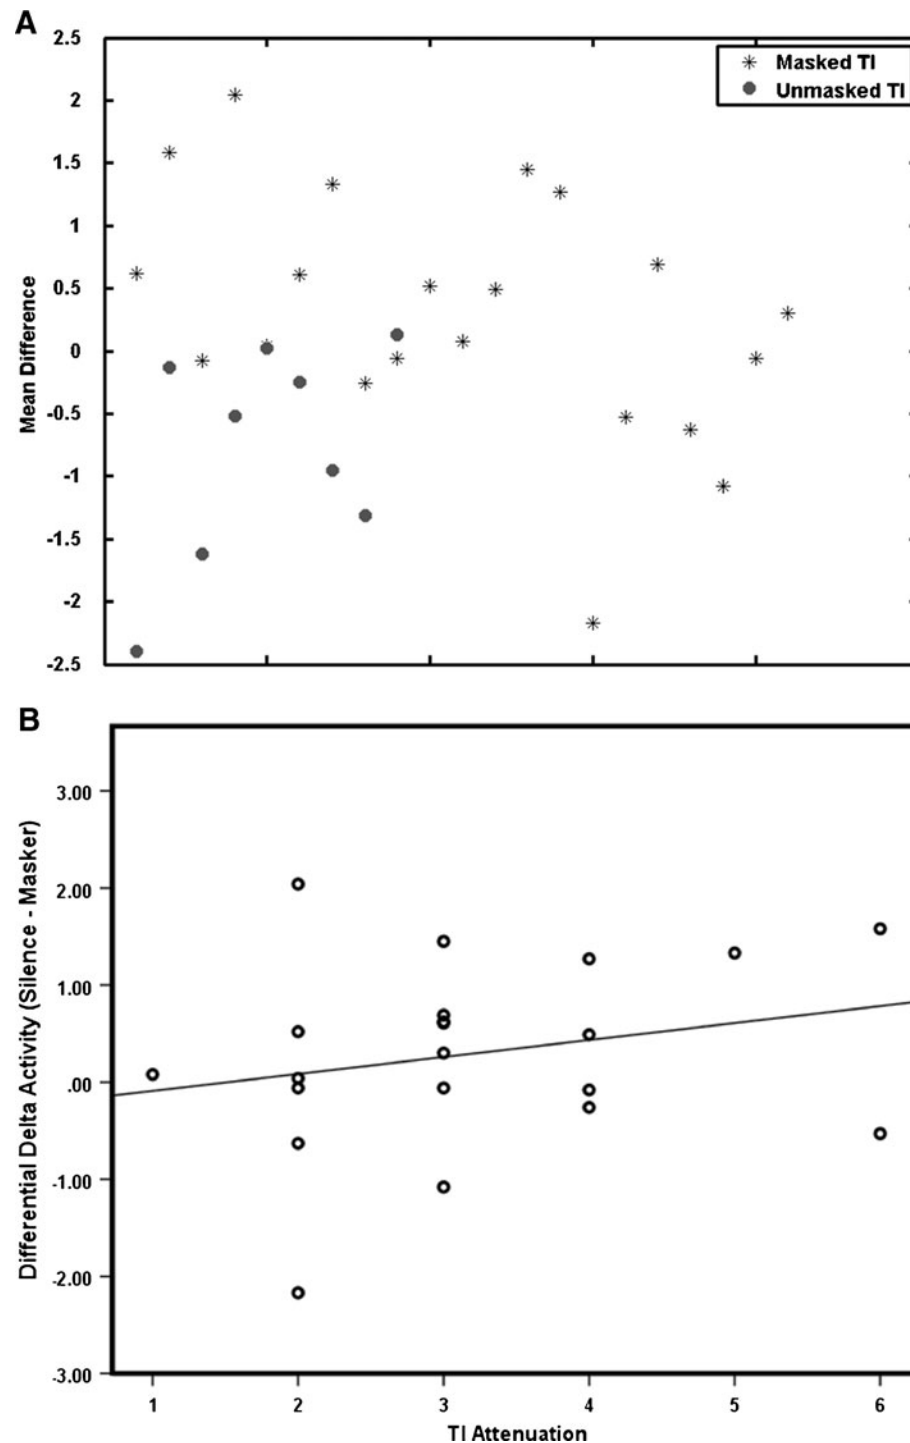 A
2.5
Masked TI
2
Unmasked TI
1.5
1
0.5
0
-0.5
-1
-1.5
-2
-2.5
Mean Difference
B
3.00
2.00
1.00
.00
-1.00
-2.00
-3.00
Differential Delta Activity (Silence - Masker)
1 2 3 4 5 6
TI Attenuation